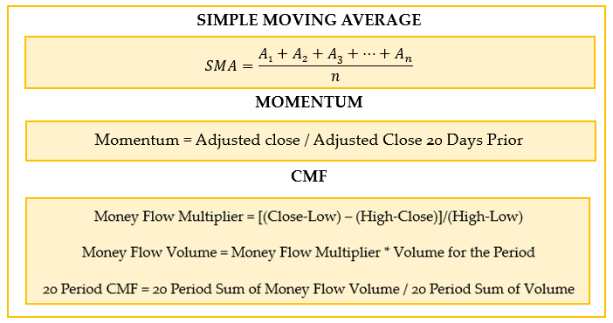 SIMPLE MOVING AVERAGE
SMA = (A₁ + A₂ + A₃ + ⋯ + Aₙ) / n
MOMENTUM
Momentum = Adjusted close / Adjusted Close 20 Days Prior
CMF
Money Flow Multiplier = [(Close-Low) – (High-Close)]/(High-Low)
Money Flow Volume = Money Flow Multiplier * Volume for the Period
20 Period CMF = 20 Period Sum of Money Flow Volume / 20 Period Sum of Volume